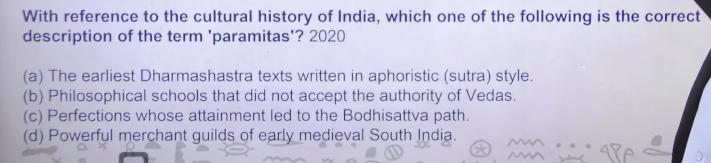 With reference to the cultural history of India, which one of the following is the correct
description of the term 'paramitas'? 2020
(a) The earliest Dharmashastra texts written in aphoristic (sutra) style.
(b) Philosophical schools that did not accept the authority of Vedas.
(c) Perfections whose attainment led to the Bodhisattva path.
(d) Powerful merchant guilds of early medieval South India.